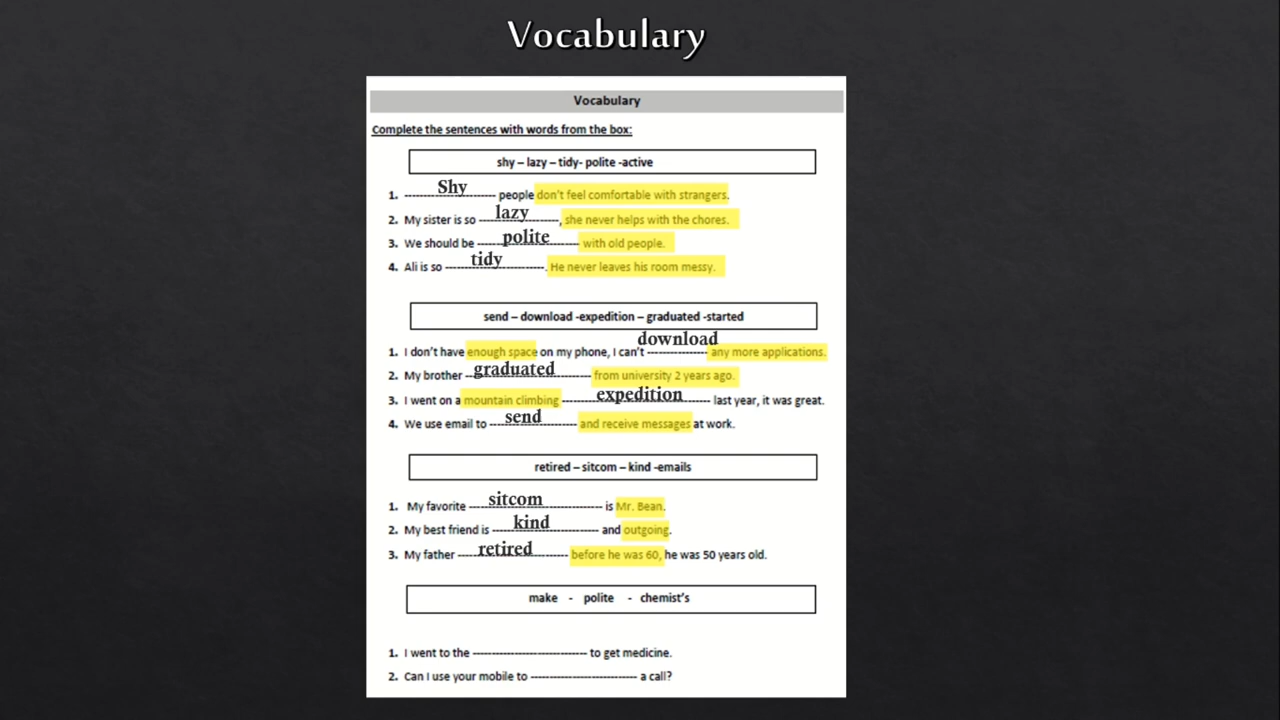 Vocabulary
Vocabulary
Complete the sentences with words from the box:
shy – lazy – tidy- polite -active
1. ------------------------ Shy people don't feel comfortable with strangers.
2. My sister is so lazy --------------------, she never helps with the chores.
3. We should be polite -------------------------- with old people.
4. Ali is so tidy --------------------------. He never leaves his room messy.
send – download -expedition – graduated -started
1. I don't have enough space on my phone, I can't download ---------------- any more applications.
2. My brother graduated -------------------------------- from university 2 years ago.
3. I went on a mountain climbing expedition -------------------------------------- last year, it was great.
4. We use email to send ----------------------- and receive messages at work.
retired – sitcom – kind -emails
1. My favorite sitcom ----------------------------------- is Mr. Bean.
2. My best friend is kind --------------------------- and outgoing.
3. My father retired ----------------------------- before he was 60, he was 50 years old.
make - polite - chemist's
1. I went to the ------------------------------ to get medicine.
2. Can I use your mobile to ---------------------------- a call?